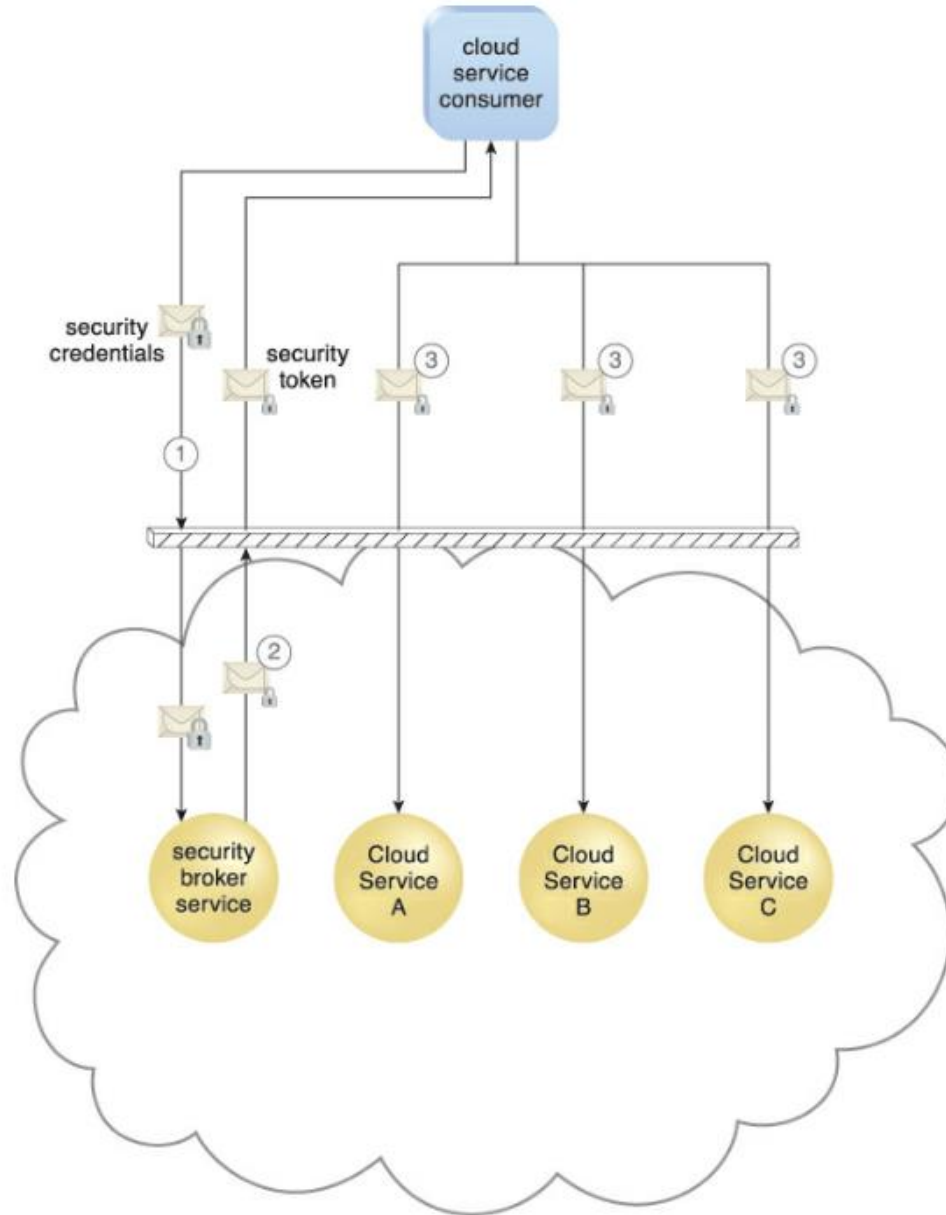 cloud
service
consumer
security
credentials
security
token
3
3
3
1
2
security
broker
service
Cloud
Service
A
Cloud
Service
B
Cloud
Service
C